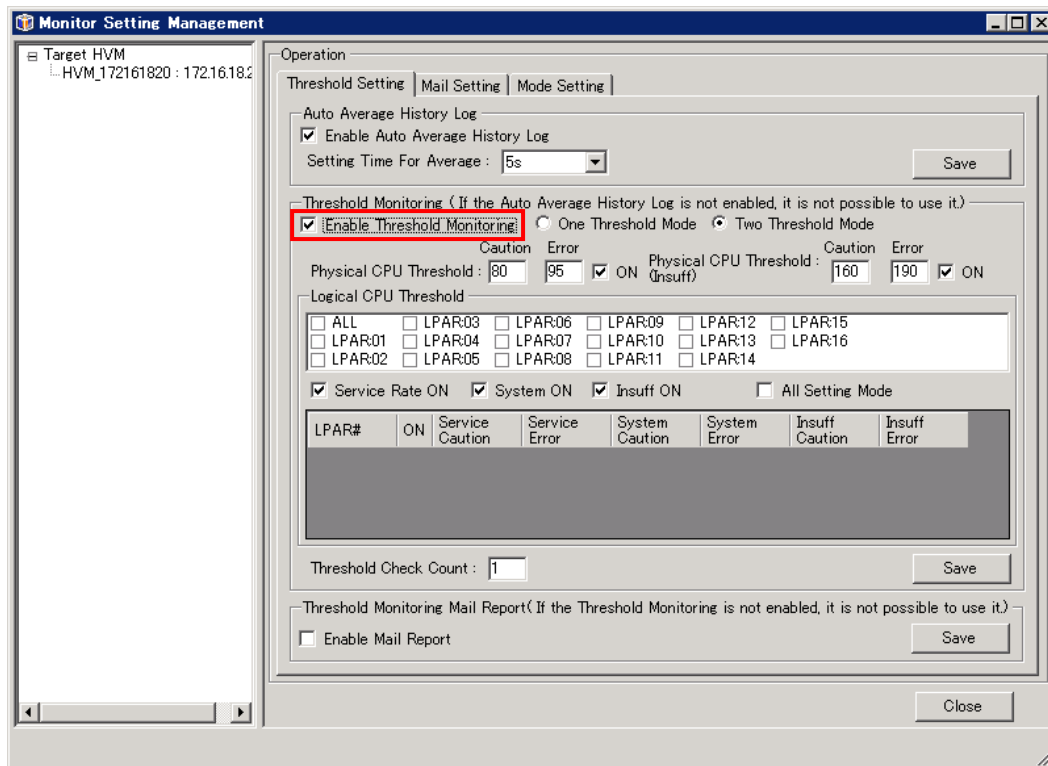 Monitor Setting Management
Target HVM
HVM_172161820 : 172.16.18.2
Operation
Threshold Setting
Mail Setting
Mode Setting
Auto Average History Log
Enable Auto Average History Log
Setting Time For Average : 5s
Save
Threshold Monitoring ( If the Auto Average History Log is not enabled, it is not possible to use it.)
Enable Threshold Monitoring One Threshold Mode Two Threshold Mode
Caution Error Caution Error
Physical CPU Threshold : 80 95 ON Physical CPU Threshold : (Insuff) 160 190 ON
Logical CPU Threshold
ALL LPAR:03 LPAR:06 LPAR:09 LPAR:12 LPAR:15
LPAR:01 LPAR:04 LPAR:07 LPAR:10 LPAR:13 LPAR:16
LPAR:02 LPAR:05 LPAR:08 LPAR:11 LPAR:14
Service Rate ON System ON Insuff ON All Setting Mode
LPAR# ON Service Caution Service Error System Caution System Error Insuff Caution Insuff Error
Threshold Check Count : 1
Save
Threshold Monitoring Mail Report( If the Threshold Monitoring is not enabled, it is not possible to use it.)
Enable Mail Report
Save
Close